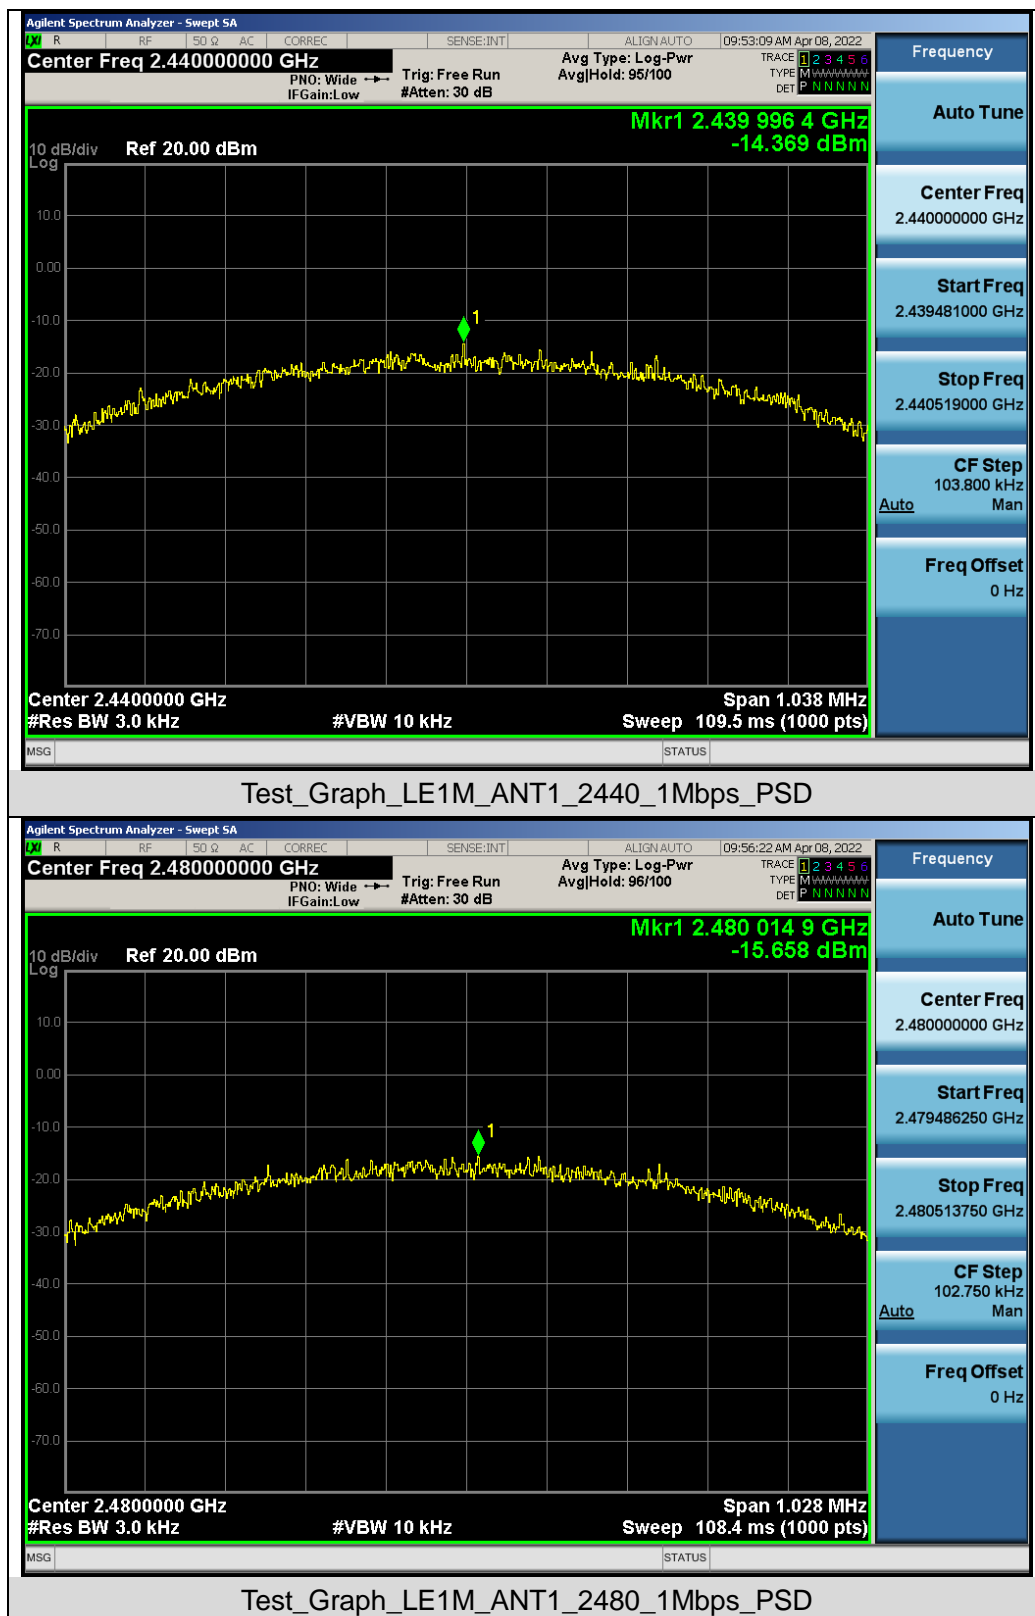 Agilent Spectrum Analyzer - Swept SA
LXI R RF 50 Ω AC CORREC SENSE:INT ALIGN AUTO 09:53:09 AM Apr 08, 2022
Center Freq 2.440000000 GHz
PNO: Wide
IFGain:Low
Trig: Free Run
#Atten: 30 dB
Avg Type: Log-Pwr
Avg|Hold: 95/100
TRACE 1 2 3 4 5 6
TYPE M WWWWW
DET P N N N N N
Mkr1 2.439 996 4 GHz
-14.369 dBm
10 dB/div Ref 20.00 dBm
Log
10.0
0.00
-10.0
1
-20.0
-30.0
-40.0
-50.0
-60.0
-70.0
Center 2.4400000 GHz Span 1.038 MHz
#Res BW 3.0 kHz #VBW 10 kHz Sweep 109.5 ms (1000 pts)
MSG STATUS
Frequency
Auto Tune
Center Freq
2.440000000 GHz
Start Freq
2.439481000 GHz
Stop Freq
2.440519000 GHz
CF Step
103.800 kHz
Auto Man
Freq Offset
0 Hz
Test_Graph_LE1M_ANT1_2440_1Mbps_PSD
Agilent Spectrum Analyzer - Swept SA
LXI R RF 50 Ω AC CORREC SENSE:INT ALIGN AUTO 09:56:22 AM Apr 08, 2022
Center Freq 2.480000000 GHz
PNO: Wide
IFGain:Low
Trig: Free Run
#Atten: 30 dB
Avg Type: Log-Pwr
Avg|Hold: 96/100
TRACE 1 2 3 4 5 6
TYPE M WWWWW
DET P N N N N N
Mkr1 2.480 014 9 GHz
-15.658 dBm
10 dB/div Ref 20.00 dBm
Log
10.0
0.00
-10.0
1
-20.0
-30.0
-40.0
-50.0
-60.0
-70.0
Center 2.4800000 GHz Span 1.028 MHz
#Res BW 3.0 kHz #VBW 10 kHz Sweep 108.4 ms (1000 pts)
MSG STATUS
Frequency
Auto Tune
Center Freq
2.480000000 GHz
Start Freq
2.479486250 GHz
Stop Freq
2.480513750 GHz
CF Step
102.750 kHz
Auto Man
Freq Offset
0 Hz
Test_Graph_LE1M_ANT1_2480_1Mbps_PSD